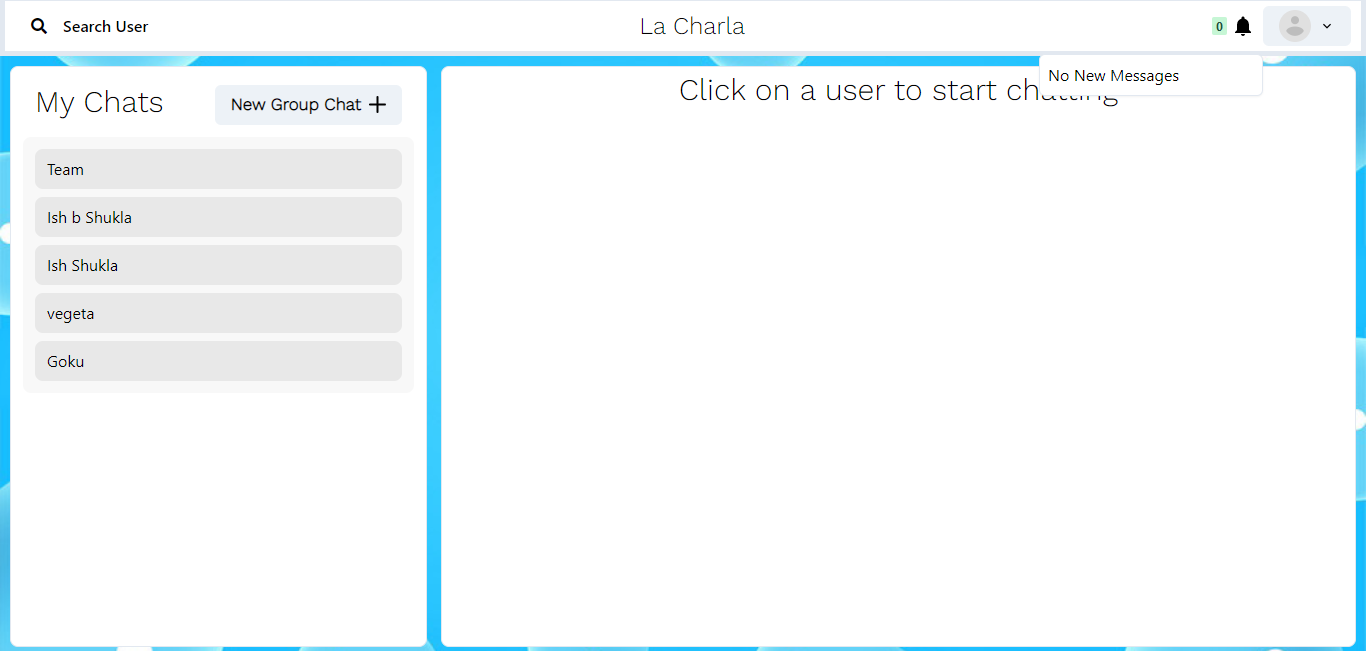 Search User
La Charla
0
No New Messages
My Chats
New Group Chat
Click on a user to start chatting
Team
Ish b Shukla
Ish Shukla
vegeta
Goku